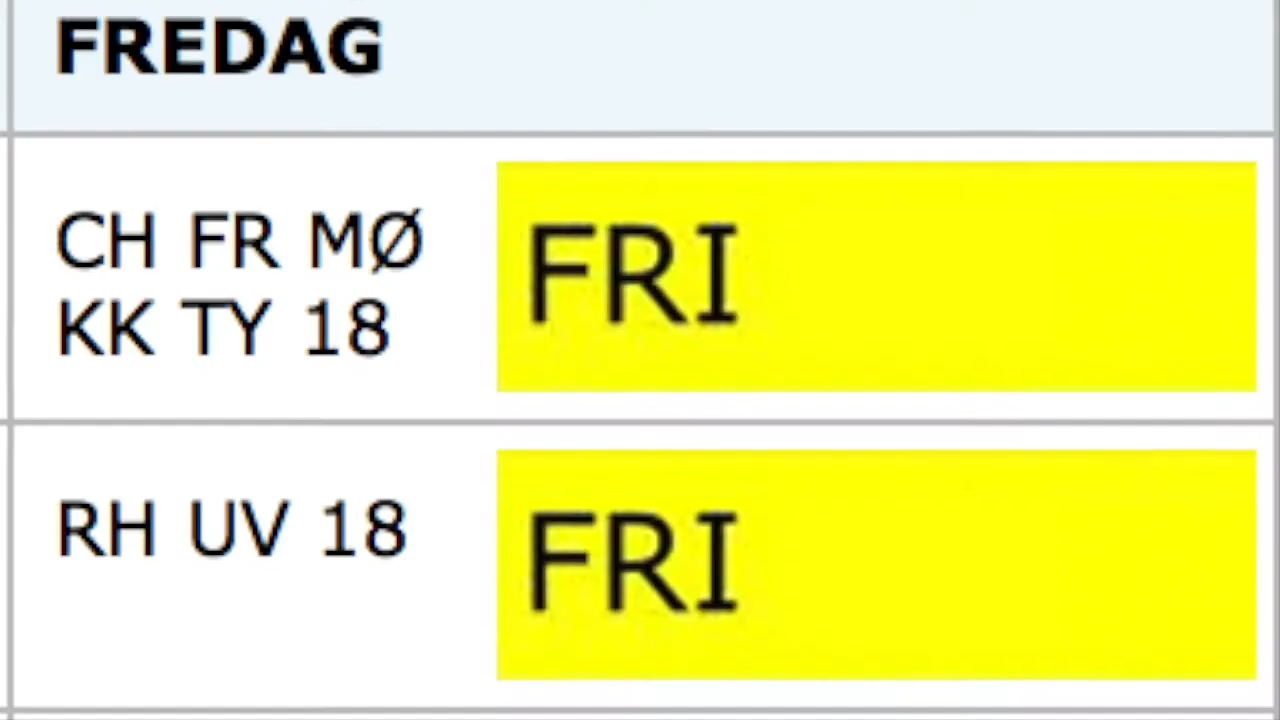 FREDAG
CH FR MØ
KK TY 18
FRI
RH UV 18
FRI